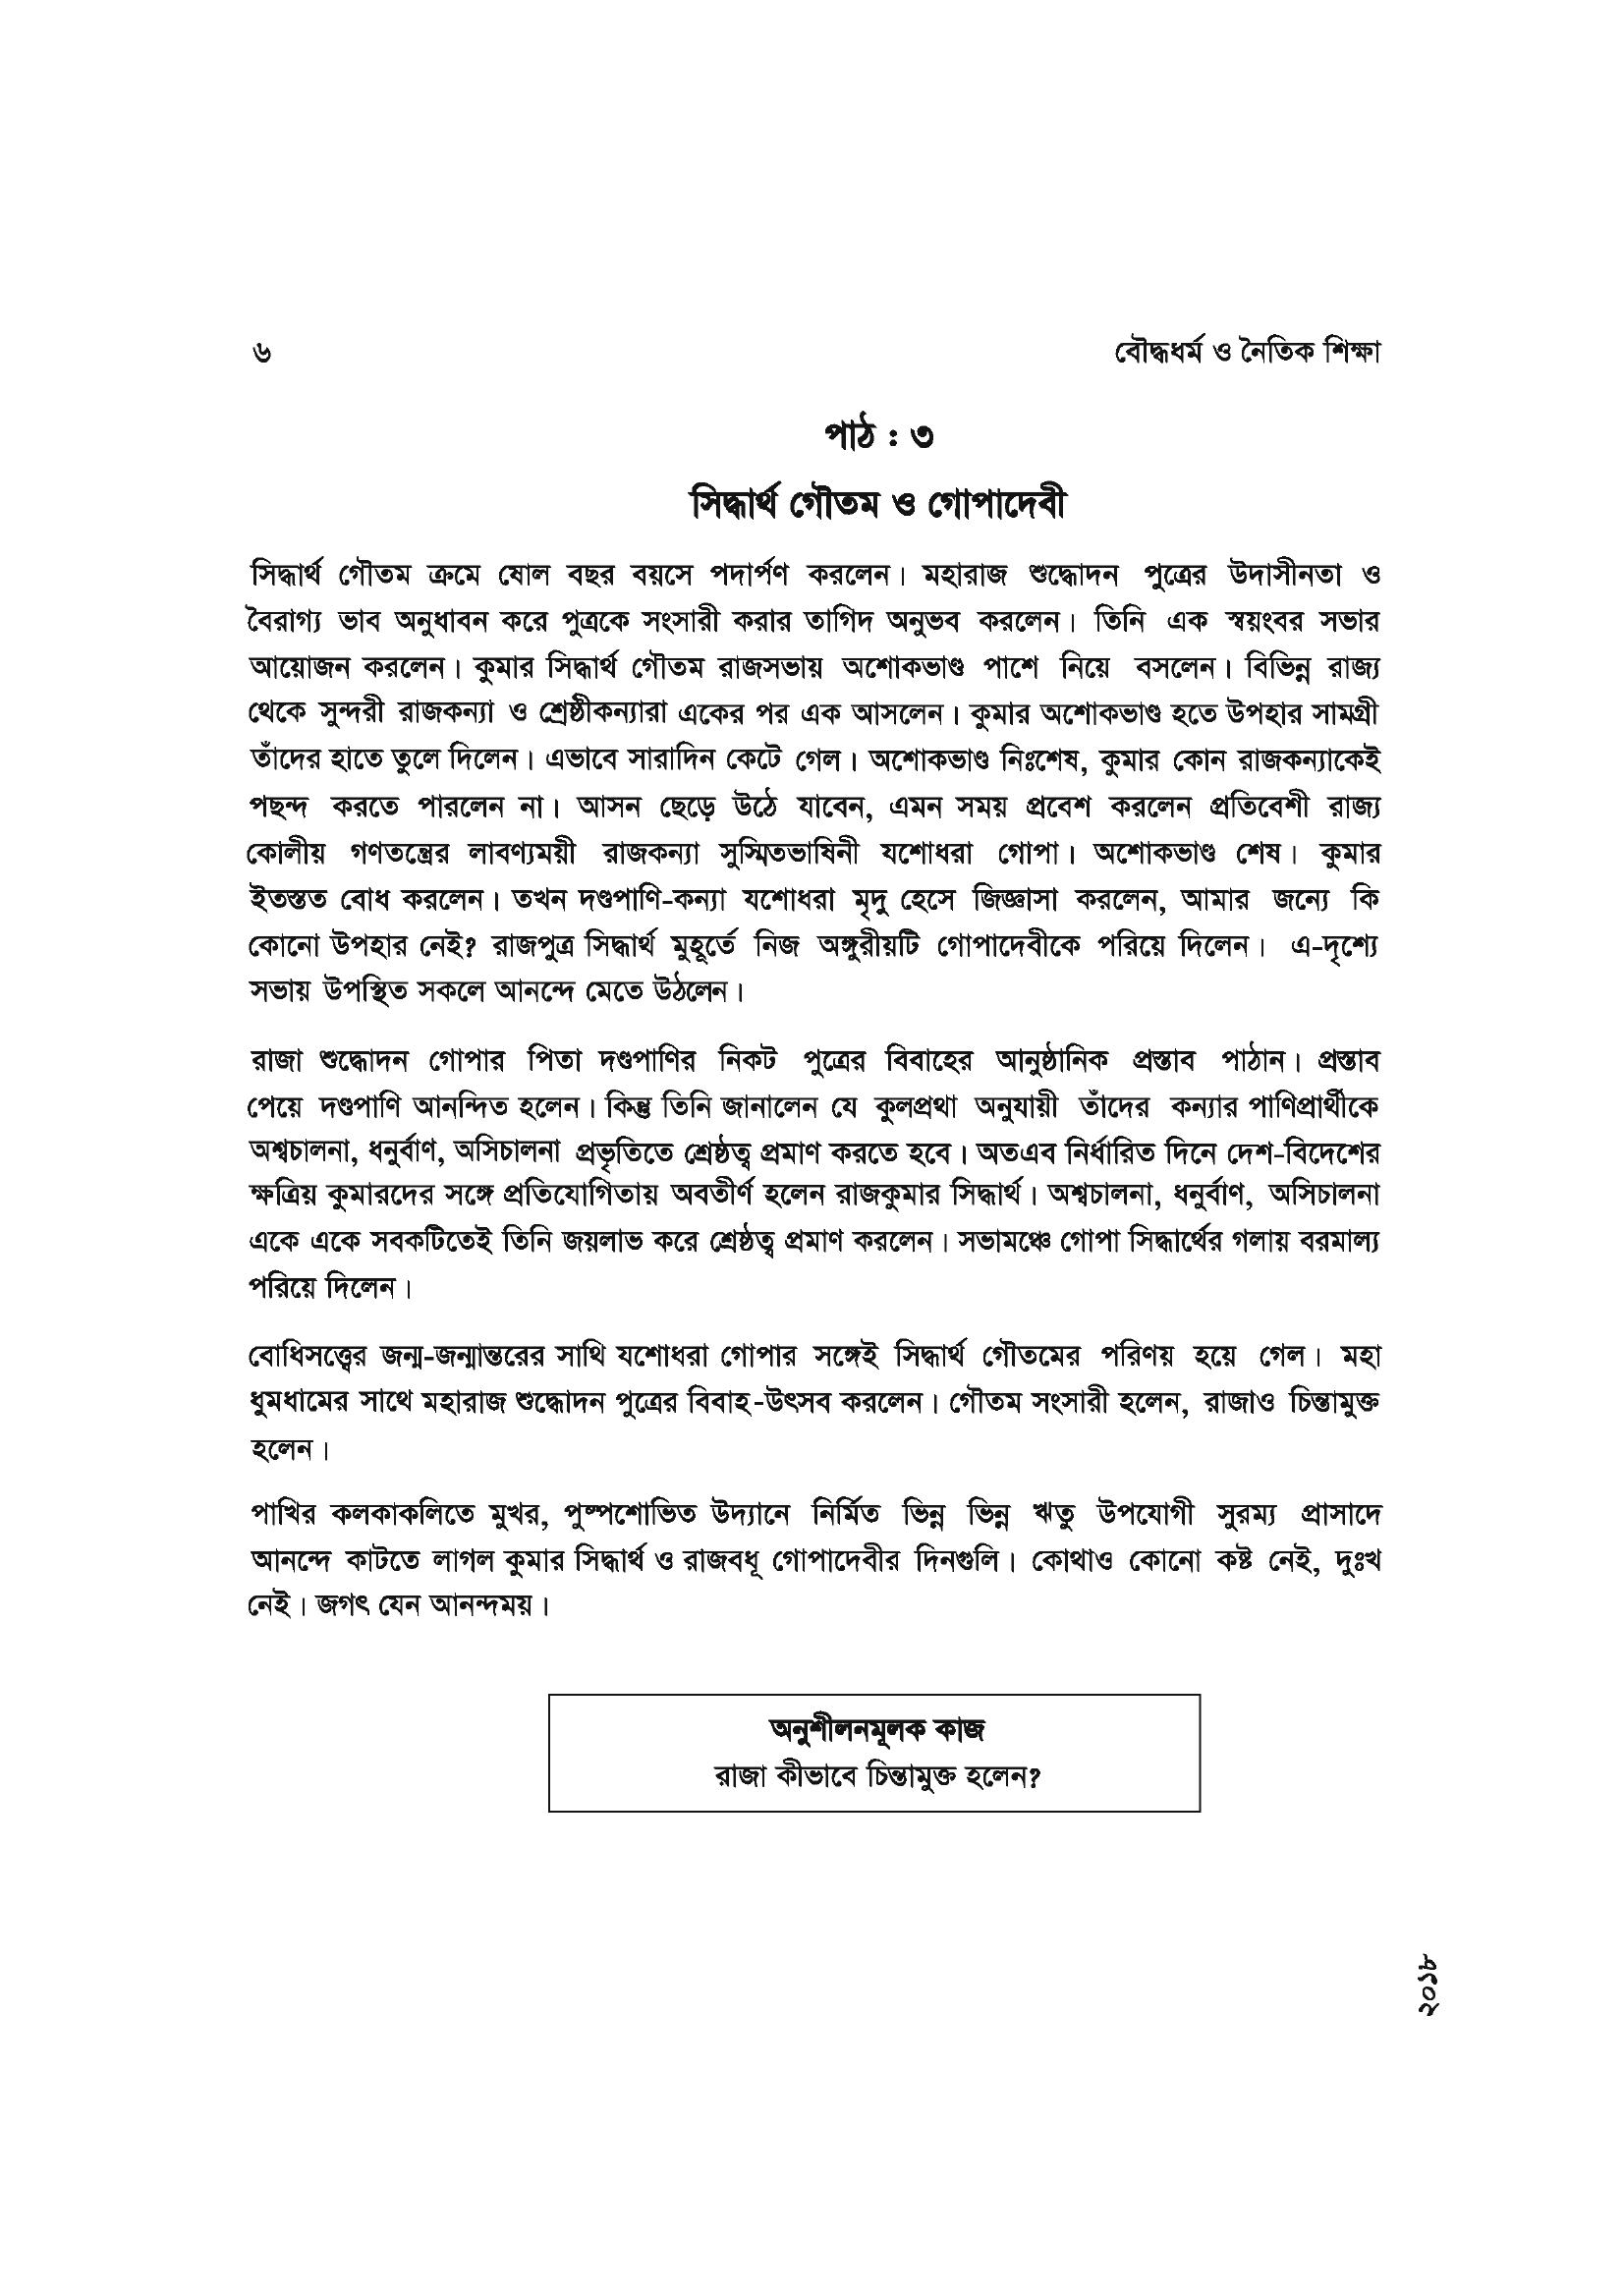 ৬ বৌদ্ধধর্ম ও নৈতিক শিক্ষা
পাঠ : ৩
সিদ্ধার্থ গৌতম ও গোপাদেবী
সিদ্ধার্থ গৌতম ক্রমে ষোল বছর বয়সে পদার্পণ করলেন। মহারাজ শুদ্ধোদন পুত্রের উদাসীনতা ও
বৈরাগ্য ভাব অনুধাবন করে পুত্রকে সংসারী করার তাগিদ অনুভব করলেন। তিনি এক স্বয়ংবর সভার
আয়োজন করলেন। কুমার সিদ্ধার্থ গৌতম রাজসভায় অশোকভাণ্ড পাশে নিয়ে বসলেন। বিভিন্ন রাজ্য
থেকে সুন্দরী রাজকন্যা ও শ্রেষ্ঠীকন্যারা একের পর এক আসলেন। কুমার অশোকভাণ্ড হতে উপহার সামগ্রী
তাঁদের হাতে তুলে দিলেন। এভাবে সারাদিন কেটে গেল। অশোকভাণ্ড নিঃশেষ, কুমার কোন রাজকন্যাকেই
পছন্দ করতে পারলেন না। আসন ছেড়ে উঠে যাবেন, এমন সময় প্রবেশ করলেন প্রতিবেশী রাজ্য
কোলীয় গণতন্ত্রের লাবণ্যময়ী রাজকন্যা সুস্মিতভাষিনী যশোধরা গোপা। অশোকভাণ্ড শেষ। কুমার
ইতস্তত বোধ করলেন। তখন দণ্ডপাণি-কন্যা যশোধরা মৃদু হেসে জিজ্ঞাসা করলেন, আমার জন্যে কি
কোনো উপহার নেই? রাজপুত্র সিদ্ধার্থ মুহূর্তে নিজ অঙ্গুরীয়টি গোপাদেবীকে পরিয়ে দিলেন। এ-দৃশ্যে
সভায় উপস্থিত সকলে আনন্দে মেতে উঠলেন।
রাজা শুদ্ধোদন গোপার পিতা দণ্ডপাণির নিকট পুত্রের বিবাহের আনুষ্ঠানিক প্রস্তাব পাঠান। প্রস্তাব
পেয়ে দণ্ডপাণি আনন্দিত হলেন। কিন্তু তিনি জানালেন যে কুলপ্রথা অনুযায়ী তাঁদের কন্যার পাণিপ্রার্থীকে
অশ্বচালনা, ধনুর্বাণ, অসিচালনা প্রভৃতিতে শ্রেষ্ঠত্ব প্রমাণ করতে হবে। অতএব নির্ধারিত দিনে দেশ-বিদেশের
ক্ষত্রিয় কুমারদের সঙ্গে প্রতিযোগিতায় অবতীর্ণ হলেন রাজকুমার সিদ্ধার্থ। অশ্বচালনা, ধনুর্বাণ, অসিচালনা
একে একে সবকটিতেই তিনি জয়লাভ করে শ্রেষ্ঠত্ব প্রমাণ করলেন। সভামঞ্চে গোপা সিদ্ধার্থের গলায় বরমাল্য
পরিয়ে দিলেন।
বোধিসত্ত্বের জন্ম-জন্মান্তরের সাথি যশোধরা গোপার সঙ্গেই সিদ্ধার্থ গৌতমের পরিণয় হয়ে গেল। মহা
ধুমধামের সাথে মহারাজ শুদ্ধোদন পুত্রের বিবাহ-উৎসব করলেন। গৌতম সংসারী হলেন, রাজাও চিন্তামুক্ত
হলেন।
পাখির কলকাকলিতে মুখর, পুষ্পশোভিত উদ্যানে নির্মিত ভিন্ন ভিন্ন ঋতু উপযোগী সুরম্য প্রাসাদে
আনন্দে কাটতে লাগল কুমার সিদ্ধার্থ ও রাজবধূ গোপাদেবীর দিনগুলি। কোথাও কোনো কষ্ট নেই, দুঃখ
নেই। জগৎ যেন আনন্দময়।
অনুশীলনমূলক কাজ
রাজা কীভাবে চিন্তামুক্ত হলেন?
২০১৮